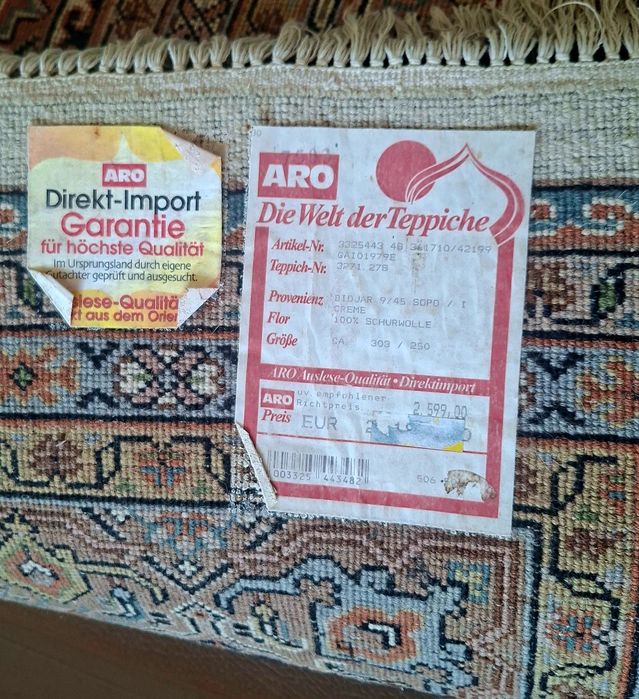 ARO
Direkt-Import
Garantie
für höchste Qualität
Im Ursprungsland durch eigene
Gutachter geprüft und ausgesucht.
slese-Qualitä
kt aus dem Orien
ARO
Die Welt der Teppiche
Artikel-Nr. 3325443 48 341710/42199
GAI01979E
Teppich-Nr. 3271.278
Provenienz BIDJAR 9/45 SOPO / I
CREME
Flor 100% SCHURWOLLE
Größe CA. 303 / 250
ARO Auslese-Qualität • Direktimport
ARO uv.empfohlener
Richtpreis 2.599,00
Preis EUR
003325 443482
506